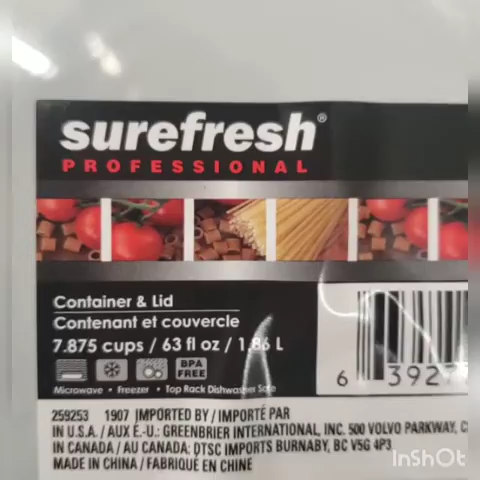 surefresh®
PROFESSIONAL
Container & Lid
Contenant et couvercle
7.875 cups / 63 fl oz / 1,86 L
BPA
FREE
Microwave • Freezer • Top Rack Dishwasher Safe
6 3927
259253 1907 IMPORTED BY / IMPORTÉ PAR
IN U.S.A. / AUX É.-U.: GREENBRIER INTERNATIONAL, INC. 500 VOLVO PARKWAY,
IN CANADA / AU CANADA: DTSC IMPORTS BURNABY, BC V5G 4P3
MADE IN CHINA / FABRIQUÉ EN CHINE
InShOt